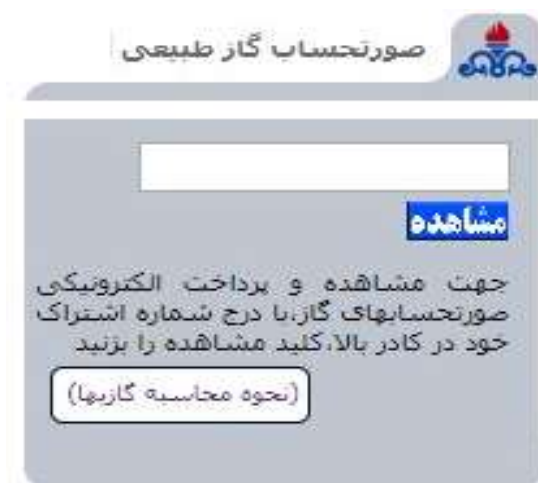 صورتحساب گاز طبیعی
مشاهده
جهت مشاهده و پرداخت الکترونیکی
صورتحسابهای گاز،با درج شماره اشتراک
خود در کادر بالا،کلید مشاهده را بزنید
(نحوه محاسبه گازبها)